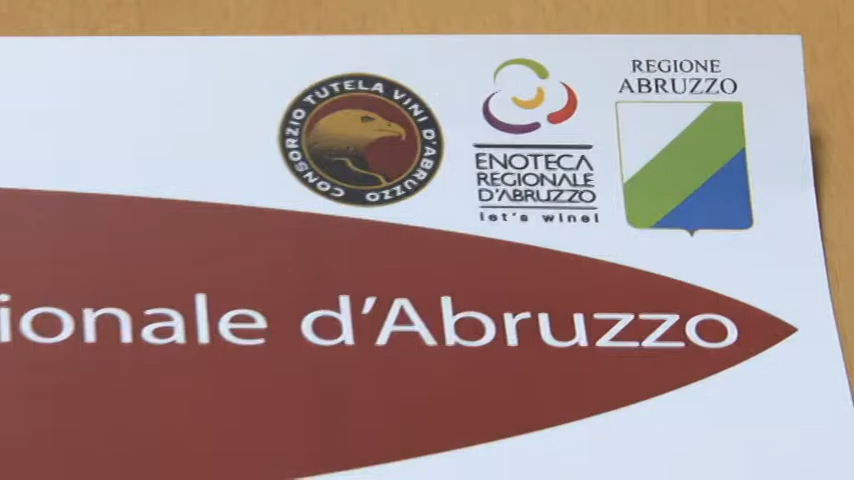 CONSORZIO TUTELA VINI D'ABRUZZO
ENOTECA
REGIONALE
D'ABRUZZO
let's wine!
REGIONE
ABRUZZO
ionale d'Abruzzo